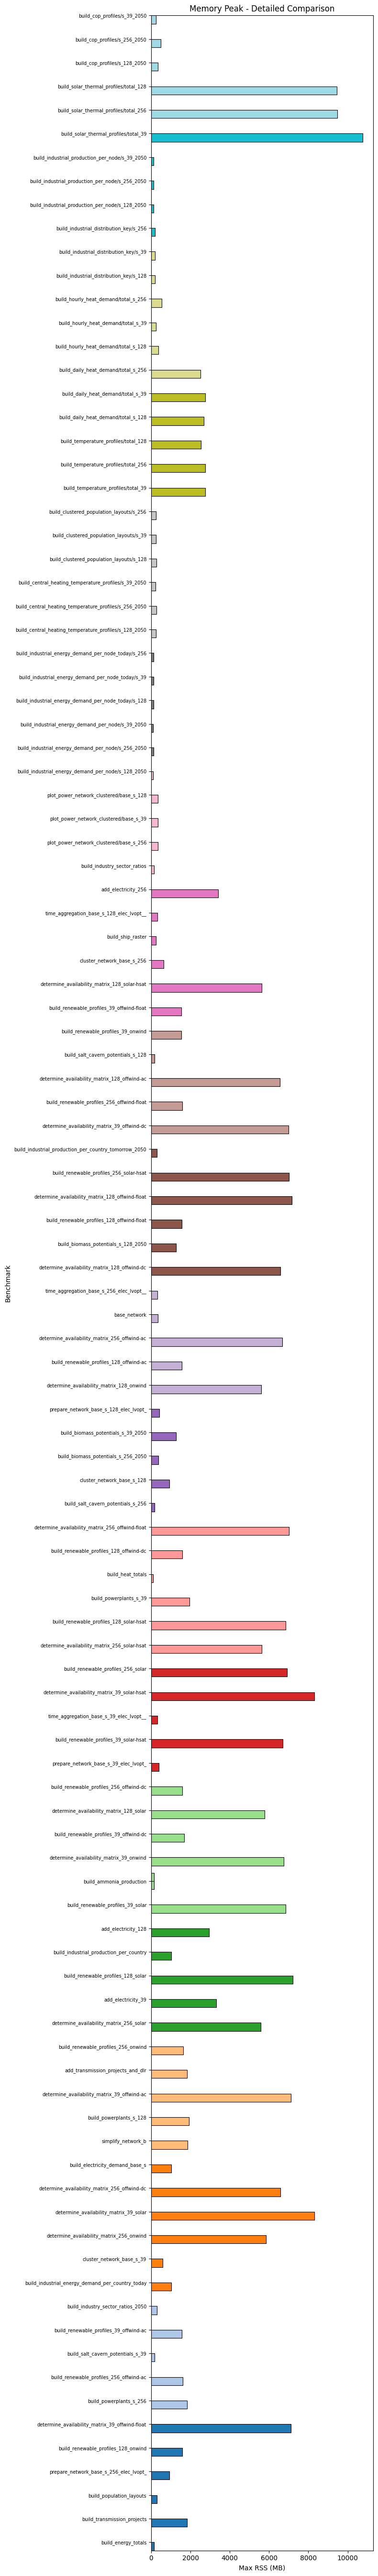 Memory Peak - Detailed Comparison
build_cop_profiles/s_39_2050
build_cop_profiles/s_256_2050
build_cop_profiles/s_128_2050
build_solar_thermal_profiles/total_128
build_solar_thermal_profiles/total_256
build_solar_thermal_profiles/total_39
build_industrial_production_per_node/s_39_2050
build_industrial_production_per_node/s_256_2050
build_industrial_production_per_node/s_128_2050
build_industrial_distribution_key/s_256
build_industrial_distribution_key/s_39
build_industrial_distribution_key/s_128
build_hourly_heat_demand/total_s_256
build_hourly_heat_demand/total_s_39
build_hourly_heat_demand/total_s_128
build_daily_heat_demand/total_s_256
build_daily_heat_demand/total_s_39
build_daily_heat_demand/total_s_128
build_temperature_profiles/total_128
build_temperature_profiles/total_256
build_temperature_profiles/total_39
build_clustered_population_layouts/s_256
build_clustered_population_layouts/s_39
build_clustered_population_layouts/s_128
build_central_heating_temperature_profiles/s_39_2050
build_central_heating_temperature_profiles/s_256_2050
build_central_heating_temperature_profiles/s_128_2050
build_industrial_energy_demand_per_node_today/s_256
build_industrial_energy_demand_per_node_today/s_39
build_industrial_energy_demand_per_node_today/s_128
build_industrial_energy_demand_per_node/s_39_2050
build_industrial_energy_demand_per_node/s_256_2050
build_industrial_energy_demand_per_node/s_128_2050
plot_power_network_clustered/base_s_128
plot_power_network_clustered/base_s_39
plot_power_network_clustered/base_s_256
build_industry_sector_ratios
add_electricity_256
time_aggregation_base_s_128_elec_lvopt__
build_ship_raster
cluster_network_base_s_256
determine_availability_matrix_128_solar-hsat
build_renewable_profiles_39_offwind-float
build_renewable_profiles_39_onwind
build_salt_cavern_potentials_s_128
determine_availability_matrix_128_offwind-ac
build_renewable_profiles_256_offwind-float
determine_availability_matrix_39_offwind-dc
build_industrial_production_per_country_tomorrow_2050
build_renewable_profiles_256_solar-hsat
determine_availability_matrix_128_offwind-float
build_renewable_profiles_128_offwind-float
build_biomass_potentials_s_128_2050
determine_availability_matrix_128_offwind-dc
time_aggregation_base_s_256_elec_lvopt__
base_network
determine_availability_matrix_256_offwind-ac
build_renewable_profiles_128_offwind-ac
determine_availability_matrix_128_onwind
prepare_network_base_s_128_elec_lvopt_
build_biomass_potentials_s_39_2050
build_biomass_potentials_s_256_2050
cluster_network_base_s_128
build_salt_cavern_potentials_s_256
determine_availability_matrix_256_offwind-float
build_renewable_profiles_128_offwind-dc
build_heat_totals
build_powerplants_s_39
build_renewable_profiles_128_solar-hsat
determine_availability_matrix_256_solar-hsat
build_renewable_profiles_256_solar
determine_availability_matrix_39_solar-hsat
time_aggregation_base_s_39_elec_lvopt__
build_renewable_profiles_39_solar-hsat
prepare_network_base_s_39_elec_lvopt_
build_renewable_profiles_256_offwind-dc
determine_availability_matrix_128_solar
build_renewable_profiles_39_offwind-dc
determine_availability_matrix_39_onwind
build_ammonia_production
build_renewable_profiles_39_solar
add_electricity_128
build_industrial_production_per_country
build_renewable_profiles_128_solar
add_electricity_39
determine_availability_matrix_256_solar
build_renewable_profiles_256_onwind
add_transmission_projects_and_dlr
determine_availability_matrix_39_offwind-ac
build_powerplants_s_128
simplify_network_b
build_electricity_demand_base_s
determine_availability_matrix_256_offwind-dc
determine_availability_matrix_39_solar
determine_availability_matrix_256_onwind
cluster_network_base_s_39
build_industrial_energy_demand_per_country_today
build_industry_sector_ratios_2050
build_renewable_profiles_39_offwind-ac
build_salt_cavern_potentials_s_39
build_renewable_profiles_256_offwind-ac
build_powerplants_s_256
determine_availability_matrix_39_offwind-float
build_renewable_profiles_128_onwind
prepare_network_base_s_256_elec_lvopt_
build_population_layouts
build_transmission_projects
build_energy_totals
Benchmark
0 2000 4000 6000 8000 10000
Max RSS (MB)